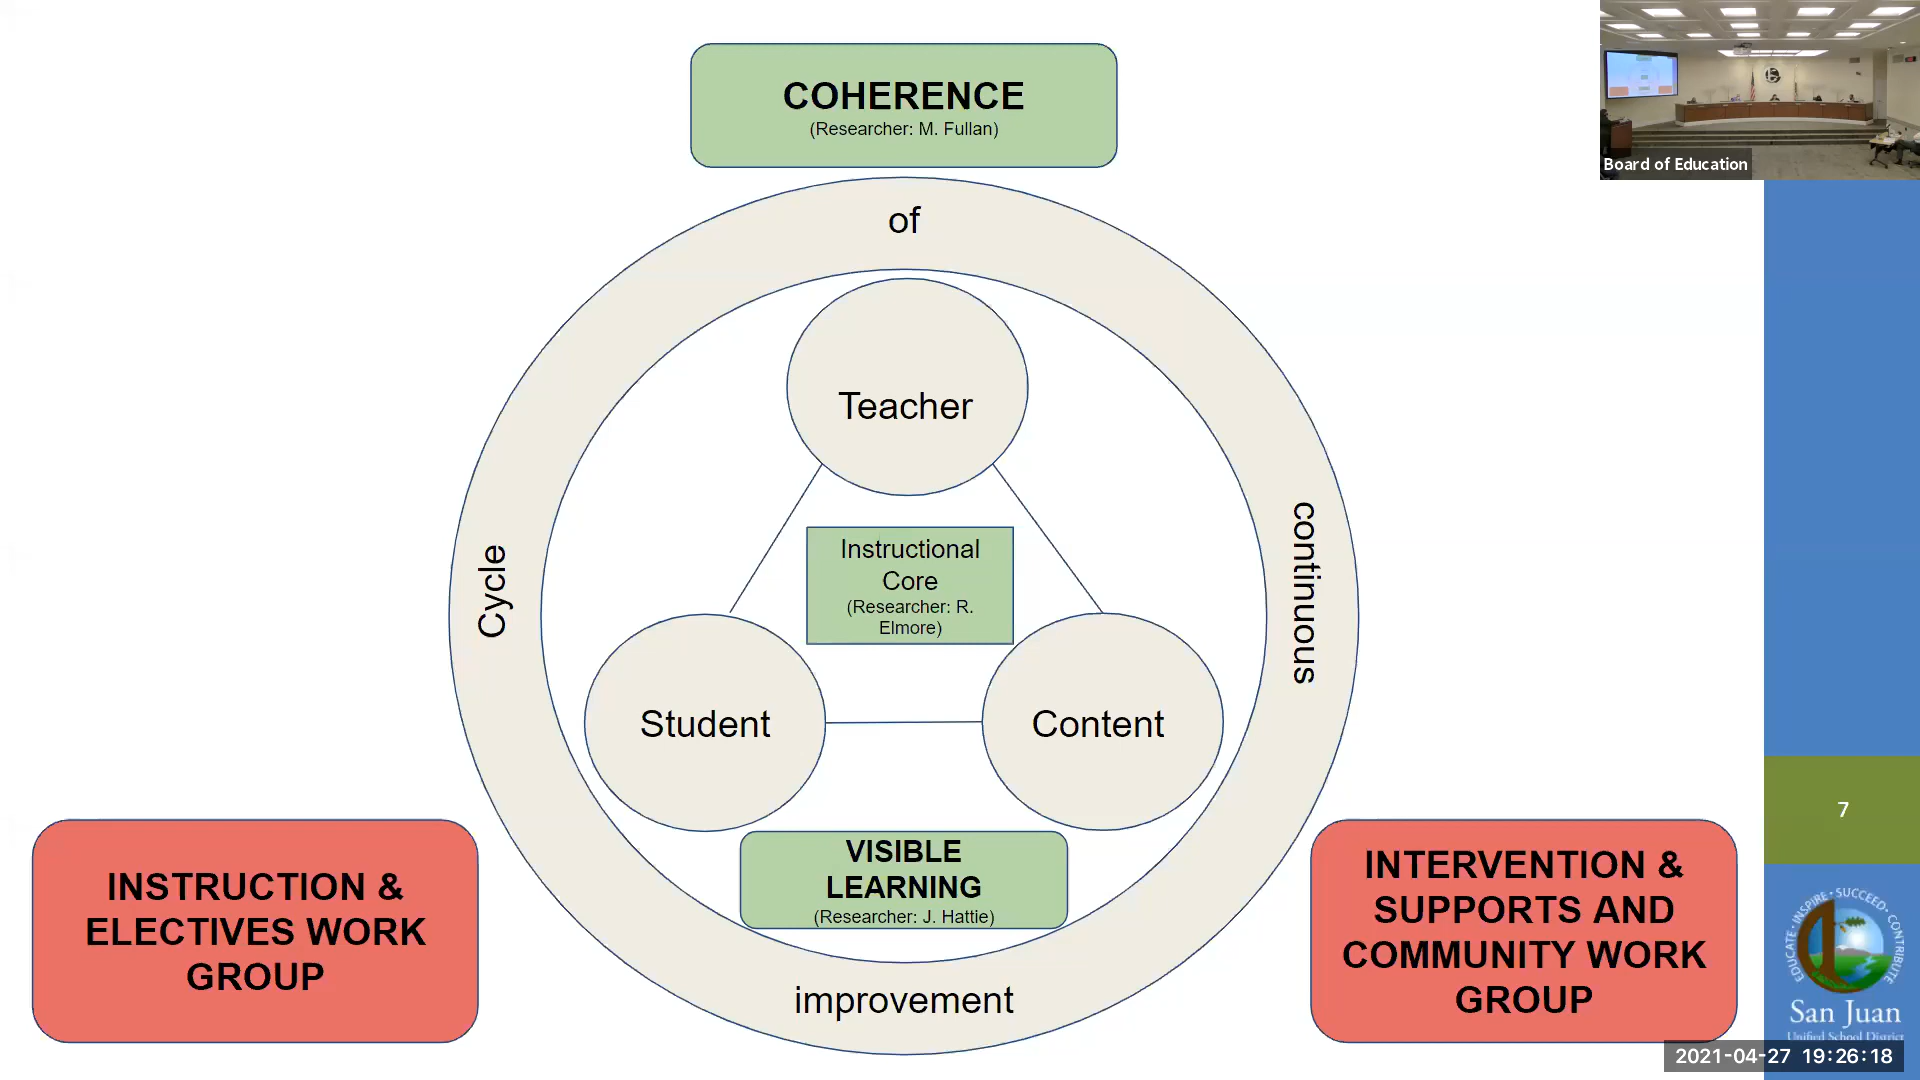 COHERENCE
(Researcher: M. Fullan)
Board of Education
of
Teacher
Cycle
continuous
Instructional
Core
(Researcher: R.
Elmore)
Student
Content
VISIBLE
LEARNING
(Researcher: J. Hattie)
improvement
INSTRUCTION &
ELECTIVES WORK
GROUP
INTERVENTION &
SUPPORTS AND
COMMUNITY WORK
GROUP
7
EDUCATE · INSPIRE · SUCCEED · CONTRIBUTE
San Juan
Unified School District
2021-04-27 19:26:18